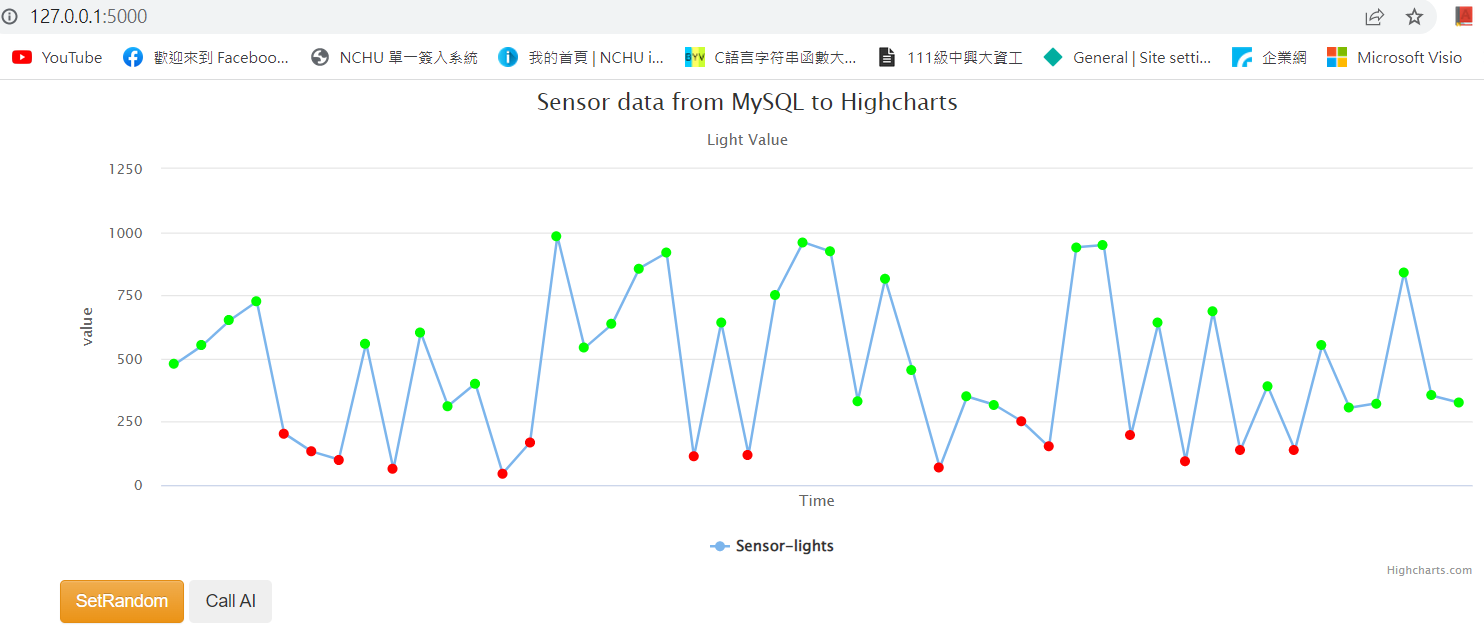 127.0.0.1:5000
YouTube 歡迎來到 Faceboo... NCHU 單一簽入系統 我的首頁 | NCHU i... BYV C語言字符串函數大... 111級中興大資工 General | Site setti... 企業網 Microsoft Visio
Sensor data from MySQL to Highcharts
Light Value
1250
1000
750
500
250
0
value
Time
Sensor-lights
Highcharts.com
SetRandom Call AI